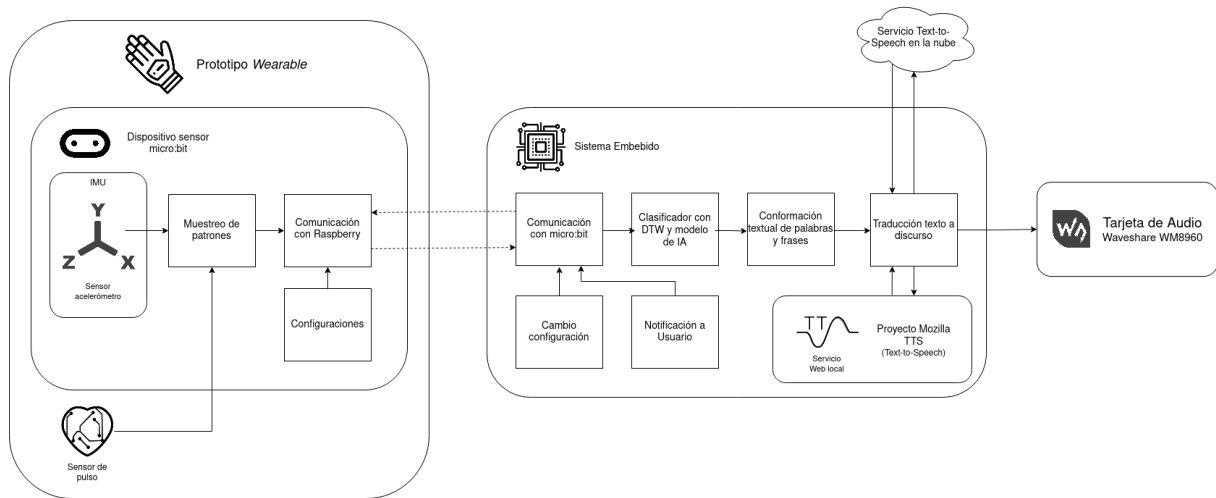 Prototipo Wearable
Dispositivo sensor
micro:bit
IMU
Y
Z
X
Sensor
acelerómetro
Muestreo de
patrones
Comunicación
con Raspberry
Configuraciones
Sensor de
pulso
Sistema Embebido
Comunicación
con micro:bit
Clasificador con
DTW y modelo
de IA
Conformación
textual de palabras
y frases
Traducción texto a
discurso
Cambio
configuración
Notificación a
Usuario
TT
Servicio
Web local
Proyecto Mozilla
TTS
(Text-to-Speech)
Servicio Text-to-
Speech en la nube
Tarjeta de Audio
Waveshare WM8960